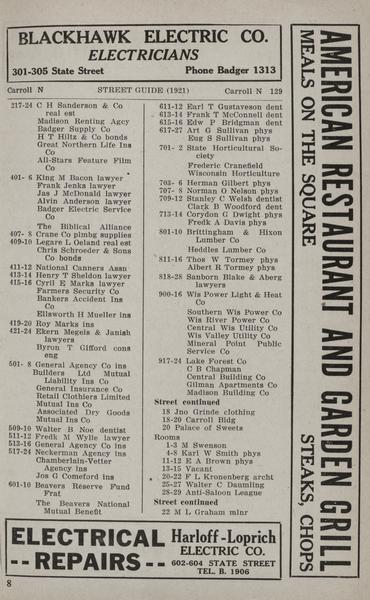 BLACKHAWK ELECTRIC CO.
ELECTRICIANS
301-305 State Street Phone Badger 1313
Carroll N STREET GUIDE (1921) Carroll N 129
217-24 C H Sanderson & Co
real est
Madison Renting Agcy
Badger Supply Co
H T Hiltz & Co bonds
Great Northern Life Ins
Co
All-Stars Feature Film
Co
401- 6 King M Bacon lawyer
Frank Jenks lawyer
Jas J McDonald lawyer
Alvin Anderson lawyer
Badger Electric Service
Co
The Biblical Alliance
407- 8 Crane Co plmbg supplies
409-10 Legare L Geland real est
Chris Schroeder & Sons
Co bonds
411-12 National Canners Assn
413-14 Henry T Sheldon lawyer
415-16 Cyril E Marks lawyer
Farmers Security Co
Bankers Accident Ins
Co
Ellsworth H Mueller ins
419-20 Roy Marks ins
421-24 Ekern Megels & Janish
lawyers
Byron T Gifford cons
eng
501- 8 General Agency Co ins
Builders Ltd Mutual
Liability Ins Co
General Insurance Co
Retail Clothiers Limited
Mutual Ins Co
Associated Dry Goods
Mutual Ins Co
509-10 Walter B Noe dentist
511-12 Fredk M Wylie lawyer
513-16 General Agency Co ins
517-24 Neckerman Agency ins
Chamberlain-Vetter
Agency ins
Jos G Comeford ins
601-10 Beavers Reserve Fund
Frat
The Beavers National
Mutual Benefit
611-12 Earl T Gustaveson dent
613-14 Frank T McConnell dent
615-16 Edw P Bridgman dent
617-27 Art G Sullivan phys
Eug S Sullivan phys
701- 2 State Horticultural So-
ciety
Frederic Cranefield
Wisconsin Horticulture
703- 6 Herman Gilbert phys
707- 8 Norman O Nelson phys
709-12 Stanley C Welsh dentist
Clark B Woodford dent
713-14 Corydon G Dwight phys
Fredk A Davis phys
801-10 Brittingham & Hixon
Lumber Co
Heddles Lumber Co
811-16 Thos W Tormey phys
Albert R Tormey phys
818-28 Sanborn Blake & Aberg
lawyers
900-16 Wis Power Light & Heat
Co
Southern Wis Power Co
Wis River Power Co
Central Wis Utility Co
Wis Valley Utility Co
Mineral Point Public
Service Co
917-24 Lake Forest Co
C B Chapman
Central Building Co
Gilman Apartments Co
Madison Building Co
Street continued
18 Jno Grinde clothing
18-20 Carroll Bldg
20 Palace of Sweets
Rooms
1-3 M Swenson
4-8 Karl W Smith phys
11-12 E A Brown phys
13-15 Vacant
20-22 F L Kronenberg archt
25-27 Walter C Daumling
28-29 Anti-Saloon League
Street continued
22 M L Graham mlnr
AMERICAN RESTAURANT AND GARDEN GRILL
MEALS ON THE SQUARE STEAKS, CHOPS
ELECTRICAL
-- REPAIRS --
Harloff-Loprich
ELECTRIC CO.
602-604 STATE STREET
TEL. B. 1906
8